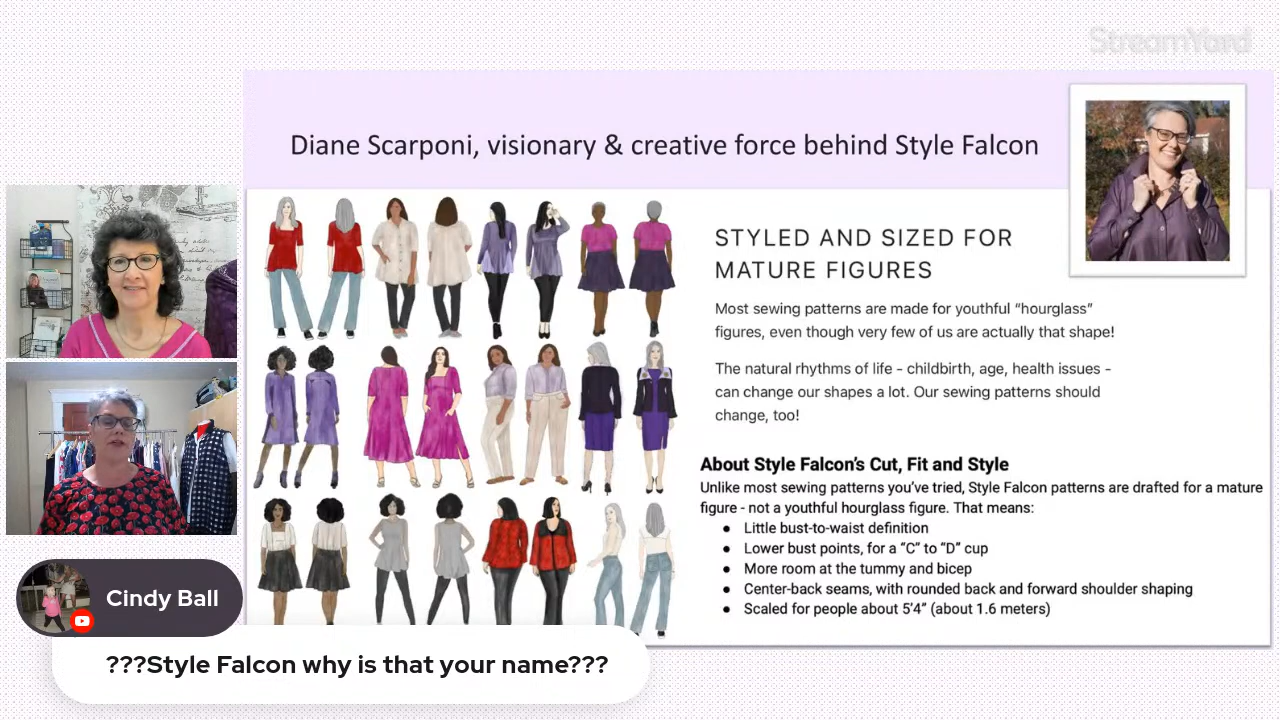 StreamYard
Diane Scarponi, visionary & creative force behind Style Falcon
STYLED AND SIZED FOR
MATURE FIGURES
Most sewing patterns are made for youthful “hourglass”
figures, even though very few of us are actually that shape!
The natural rhythms of life - childbirth, age, health issues -
can change our shapes a lot. Our sewing patterns should
change, too!
About Style Falcon’s Cut, Fit and Style
Unlike most sewing patterns you’ve tried, Style Falcon patterns are drafted for a mature
figure - not a youthful hourglass figure. That means:
● Little bust-to-waist definition
● Lower bust points, for a “C” to “D” cup
● More room at the tummy and bicep
● Center-back seams, with rounded back and forward shoulder shaping
● Scaled for people about 5’4” (about 1.6 meters)
Cindy Ball
???Style Falcon why is that your name???